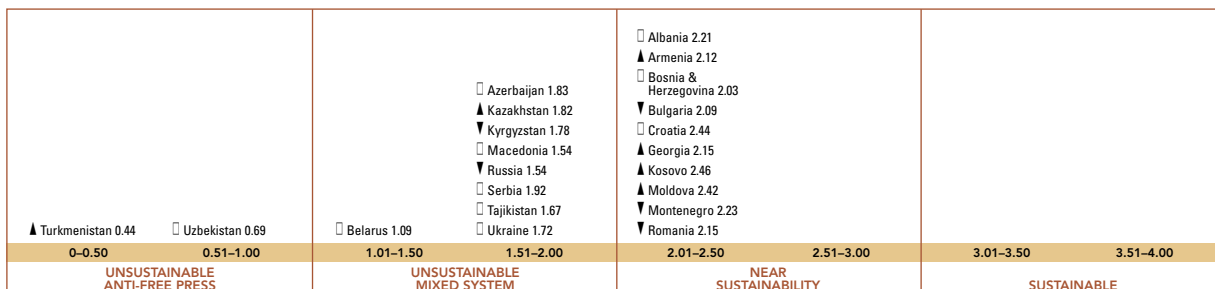 □ Albania 2.21
▲ Armenia 2.12
□ Bosnia &
Herzegovina 2.03
□ Azerbaijan 1.83
▲ Kazakhstan 1.82
▼ Bulgaria 2.09
▼ Kyrgyzstan 1.78
□ Croatia 2.44
□ Macedonia 1.54
▲ Georgia 2.15
▼ Russia 1.54
▲ Kosovo 2.46
□ Serbia 1.92
▲ Moldova 2.42
□ Tajikistan 1.67
▼ Montenegro 2.23
▲ Turkmenistan 0.44
□ Uzbekistan 0.69
□ Belarus 1.09
□ Ukraine 1.72
▼ Romania 2.15
0–0.50 0.51–1.00 1.01–1.50 1.51–2.00 2.01–2.50 2.51–3.00 3.01–3.50 3.51–4.00
UNSUSTAINABLE
ANTI-FREE PRESS
UNSUSTAINABLE
MIXED SYSTEM
NEAR
SUSTAINABILITY
SUSTAINABLE